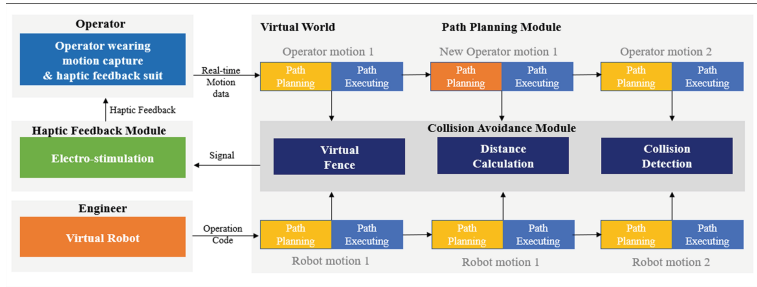 Operator
Operator wearing
motion capture
& haptic feedback suit
Haptic Feedback
Haptic Feedback Module
Electro-stimulation
Engineer
Virtual Robot
Real-time
Motion
data
Signal
Operation
Code
Virtual World
Path Planning Module
Operator motion 1
New Operator motion 1
Operator motion 2
Path
Planning
Path
Executing
Path
Planning
Path
Executing
Path
Planning
Path
Executing
Collision Avoidance Module
Virtual
Fence
Distance
Calculation
Collision
Detection
Path
Planning
Path
Executing
Path
Planning
Path
Executing
Path
Planning
Path
Executing
Robot motion 1
Robot motion 1
Robot motion 2